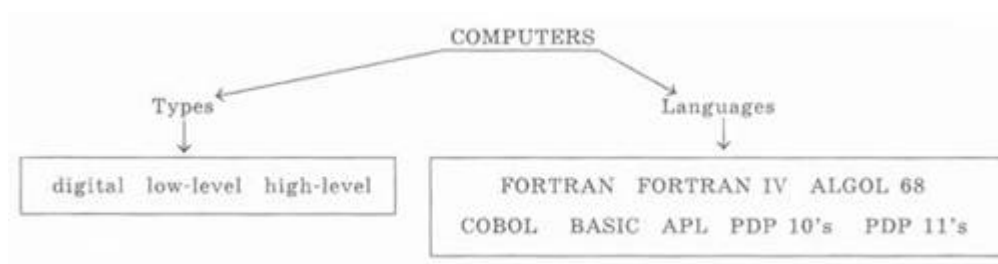 COMPUTERS
Types Languages
digital low-level high-level
FORTRAN FORTRAN IV ALGOL 68
COBOL BASIC APL PDP 10's PDP 11's